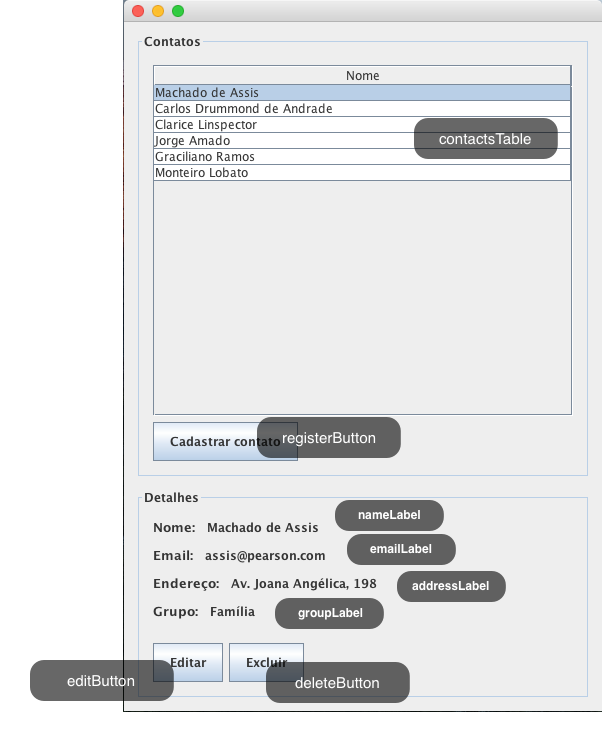 Contatos
Nome
Machado de Assis
Carlos Drummond de Andrade
Clarice Linspector
contactsTable
Jorge Amado
Graciliano Ramos
Monteiro Lobato
Cadastrar contato
registerButton
Detalhes
Nome: Machado de Assis
nameLabel
Email: assis@pearson.com
emailLabel
Endereço: Av. Joana Angélica, 198
addressLabel
Grupo: Família
groupLabel
Editar
Excluir
editButton
deleteButton